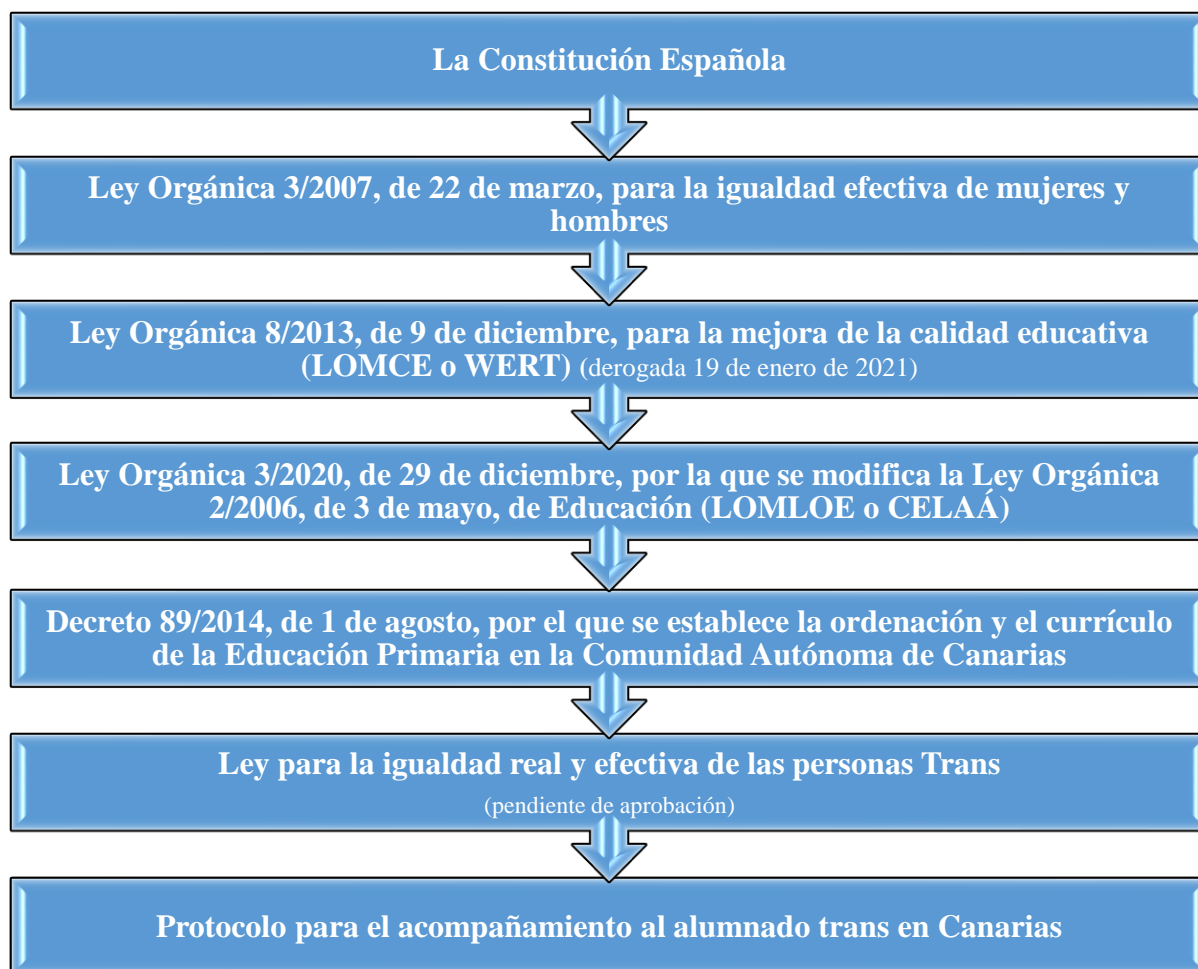 La Constitución Española
Ley Orgánica 3/2007, de 22 de marzo, para la igualdad efectiva de mujeres y
hombres
Ley Orgánica 8/2013, de 9 de diciembre, para la mejora de la calidad educativa
(LOMCE o WERT) (derogada 19 de enero de 2021)
Ley Orgánica 3/2020, de 29 de diciembre, por la que se modifica la Ley Orgánica
2/2006, de 3 de mayo, de Educación (LOMLOE o CELAÁ)
Decreto 89/2014, de 1 de agosto, por el que se establece la ordenación y el currículo
de la Educación Primaria en la Comunidad Autónoma de Canarias
Ley para la igualdad real y efectiva de las personas Trans
(pendiente de aprobación)
Protocolo para el acompañamiento al alumnado trans en Canarias